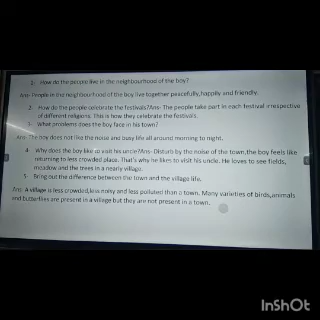 1. How do the people live in the neighbourhood of the boy?
Ans- People in the neighbourhood of the boy live together peacefully,happily and friendly.
2- How do the people celebrate the festivals?Ans- The people take part in each festival irrespective
of different religions. This is how they celebrate the festivals.
3- What problems does the boy face in his town?
Ans- The boy does not like the noise and busy life all around morning to night.
4 Why does the boy like to visit his uncle?Ans- Disturb by the noise of the town,the boy feels like
returning to less crowded place. That's why he likes to visit his uncle. He loves to see fields,
meadow and the trees in a nearly village.
5- Bring out the difference between the town and the village life.
Ans- A village is less crowded,less noisy and less polluted than a town. Many varieties of birds,animals
and butterflies are present in a village but they are not present in a town.
InShOt